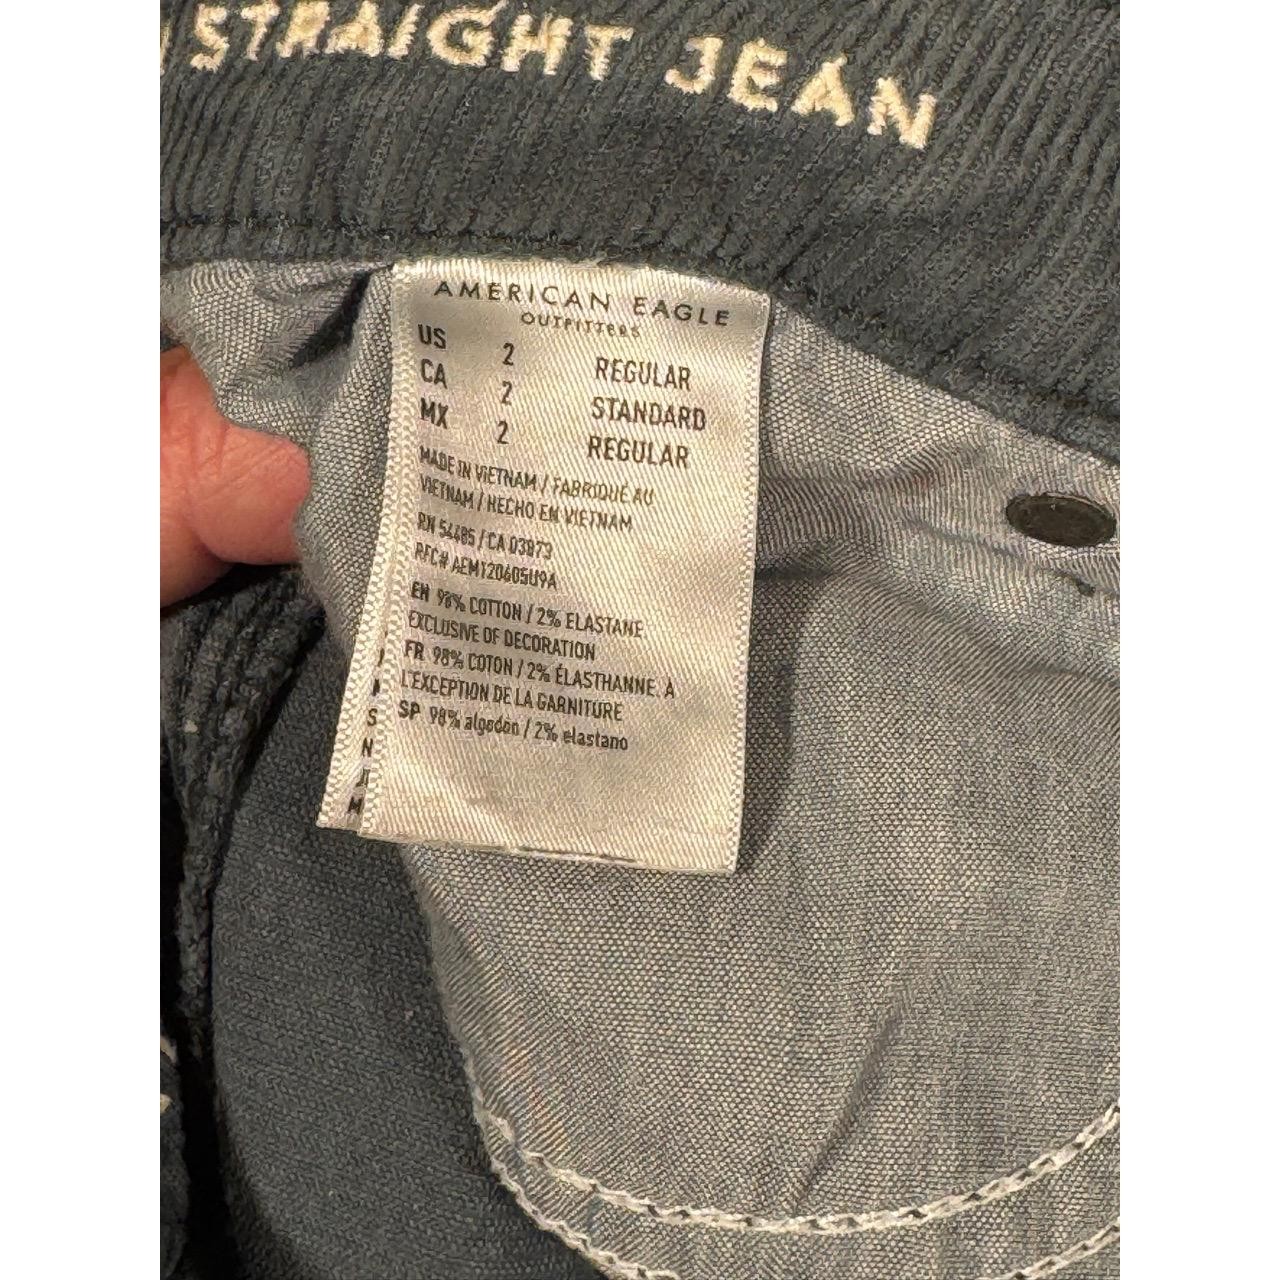 STRAIGHT JEAN
AMERICAN EAGLE
OUTFITTERS
US 2 REGULAR
CA 2 STANDARD
MX 2 REGULAR
MADE IN VIETNAM / FABRIQUÉ AU
VIETNAM / HECHO EN VIETNAM
RN 54485 / CA 03873
RFC# AEM120605U9A
EN 98% COTTON / 2% ELASTANE,
EXCLUSIVE OF DECORATION
FR 98% COTON / 2% ÉLASTHANNE, À
L'EXCEPTION DE LA GARNITURE
SP 98% algodon / 2% elastano